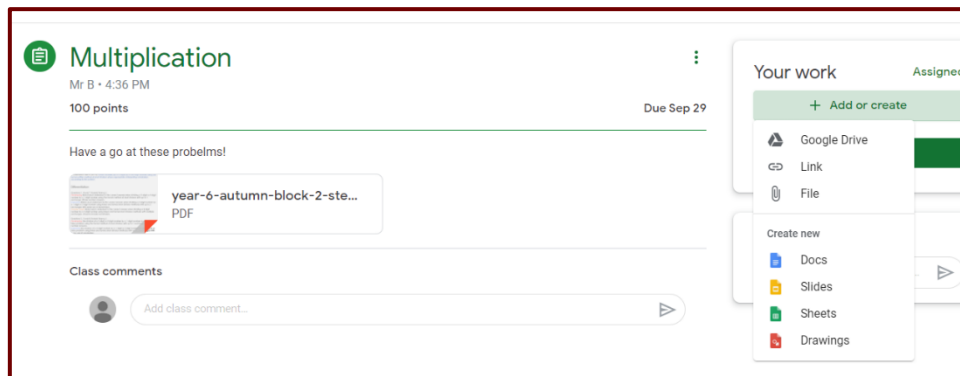 Multiplication
Mr B • 4:36 PM
100 points
Due Sep 29
Have a go at these probelms!
year-6-autumn-block-2-ste...
PDF
Class comments
Add class comment...
Your work
Assigned
+ Add or create
Google Drive
Link
File
Create new
Docs
Slides
Sheets
Drawings